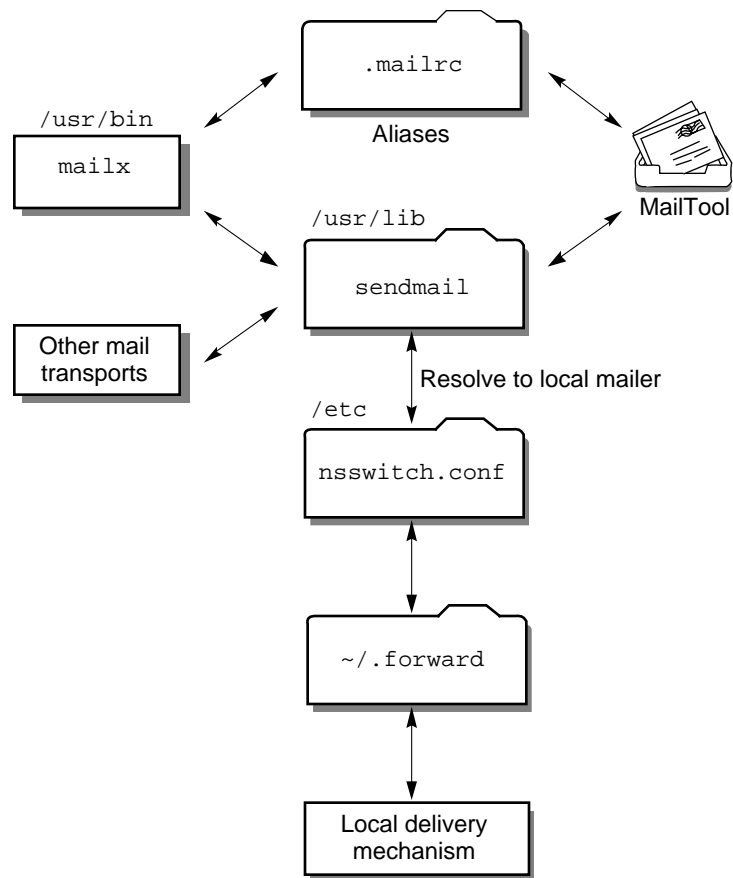 .mailrc
Aliases
/usr/bin
mailx
MailTool
/usr/lib
sendmail
Other mail
transports
Resolve to local mailer
/etc
nsswitch.conf
~/.forward
Local delivery
mechanism